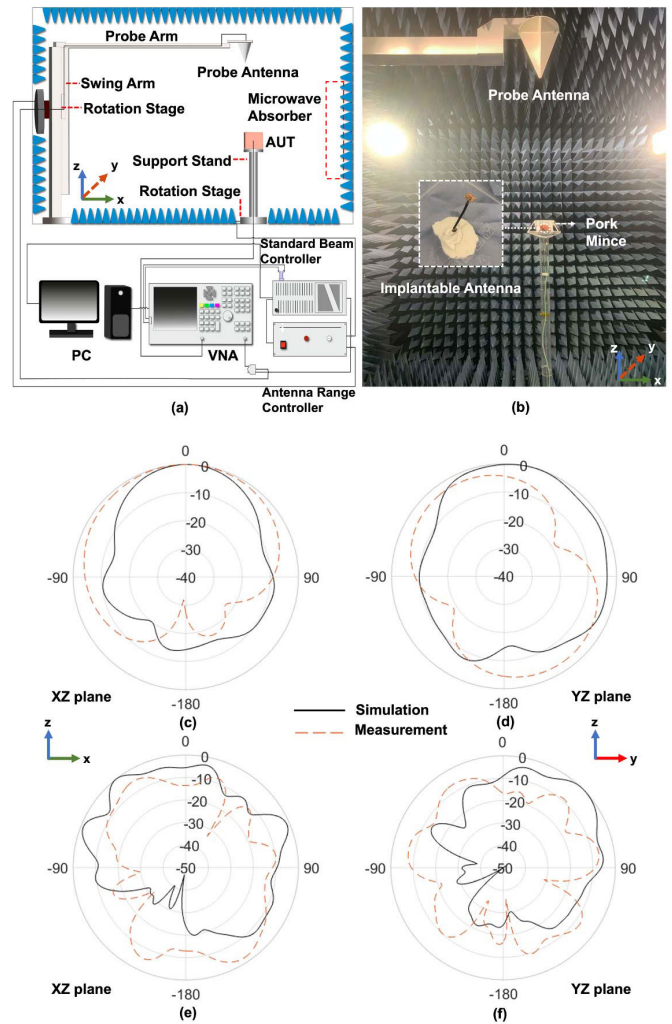 Probe Arm
Probe Antenna
Swing Arm
Rotation Stage
Microwave
Absorber
AUT
Support Stand
Rotation Stage
z
y
x
Standard Beam
Controller
PC
VNA
Antenna Range
Controller
(a)
Probe Antenna
Pork
Mince
Implantable Antenna
z
y
x
(b)
0
0
-10
-20
-30
-40
-90
90
-180
XZ plane
(c)
0
0
-10
-20
-30
-40
-90
90
-180
YZ plane
(d)
Simulation
Measurement
z
x
0
0
-10
-20
-30
-40
-50
-90
90
-180
XZ plane
(e)
z
y
0
0
-10
-20
-30
-40
-50
-90
90
-180
YZ plane
(f)